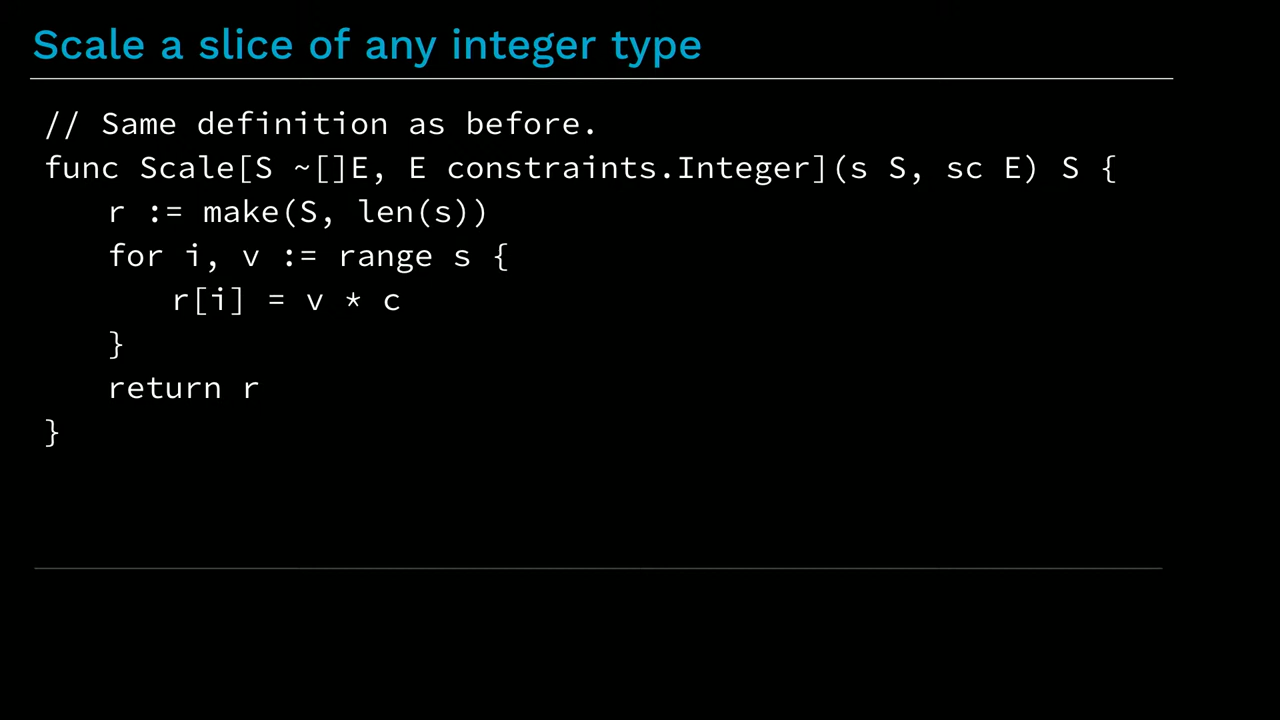 Scale a slice of any integer type
// Same definition as before.
func Scale[S ~[]E, E constraints.Integer](s S, sc E) S {
r := make(S, len(s))
for i, v := range s {
r[i] = v * c
}
return r
}